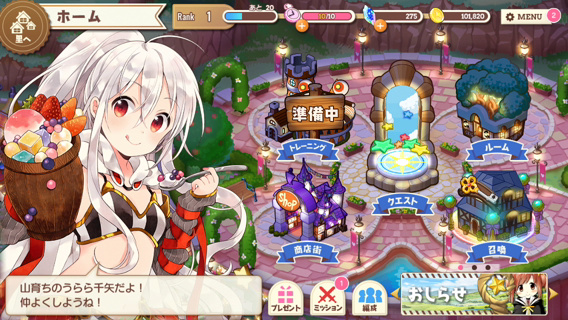 里へ
ホーム
Rank 1
あと 20
10/10
275
101,820
MENU
2
準備中
トレーニング
ルーム
クエスト
SHOP
商店街
召喚
山育ちのうらら千矢だよ!
仲よくしようね!
プレゼント
1
ミッション
編成
おしらせ